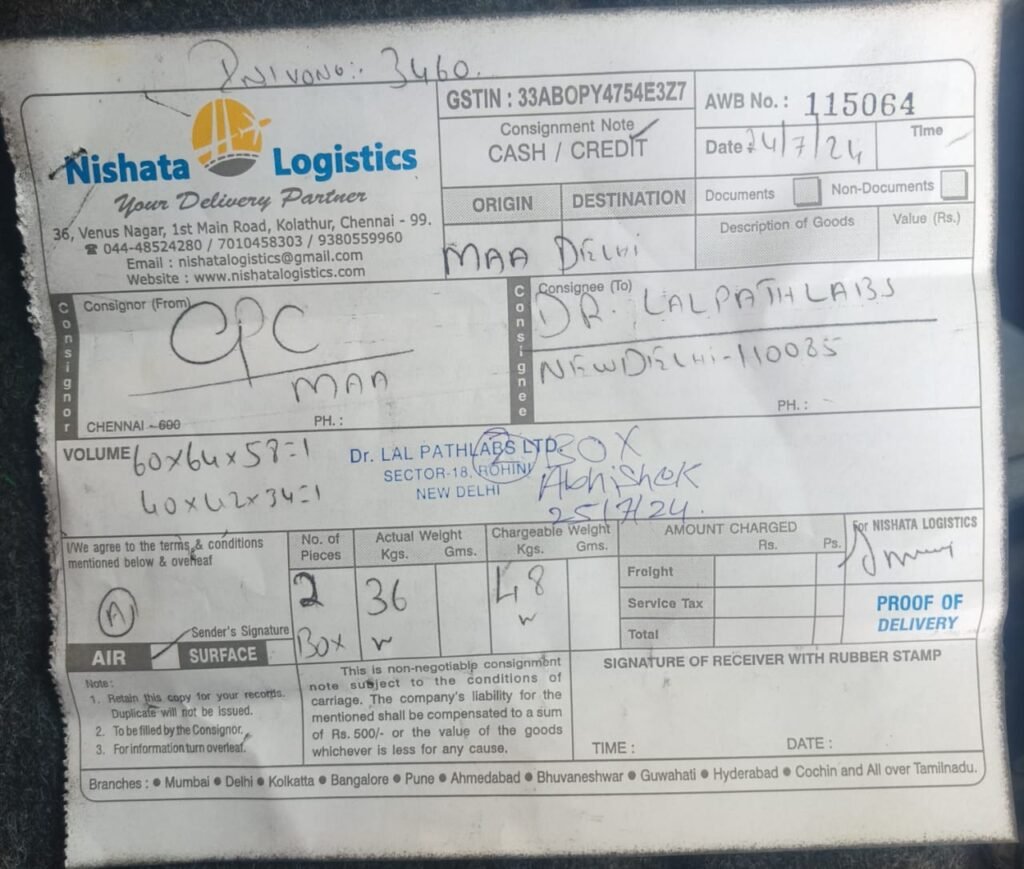 Invong:. 3460.
Nishata Logistics
Your Delivery Partner
36, Venus Nagar, 1st Main Road, Kolathur, Chennai - 99.
☎ 044-48524280 / 7010458303 / 9380559960
Email : nishatalogistics@gmail.com
Website : www.nishatalogistics.com
GSTIN : 33ABOPY4754E3Z7
Consignment Note
CASH / CREDIT
AWB No. : 115064
Date : 24/7/24
Time
ORIGIN
DESTINATION
MAA
Delhi
Documents
Non-Documents
Description of Goods
Value (Rs.)
Consignor
Consignor (From)
CPC
MAA
CHENNAI - 600
PH. :
Consignee
Consignee (To)
DR. LALPATHLABS
NEW DELHI-110085
PH. :
VOLUME 60x64x58=1
40x42x34=1
Dr. LAL PATHLABS LTD.
SECTOR-18, ROHINI
NEW DELHI
2 BOX
Abhishek
25/7/24.
I/We agree to the terms & conditions
mentioned below & overleaf
A
Sender's Signature
AIR
SURFACE
No. of
Pieces
2
Box
Actual Weight
Kgs. Gms.
36
Chargeable Weight
Kgs. Gms.
48
AMOUNT CHARGED
Rs. Ps.
Freight
Service Tax
Total
For NISHATA LOGISTICS
PROOF OF
DELIVERY
Note:
1. Retain this copy for your records.
Duplicate will not be issued.
2. To be filled by the Consignor.
3. For information turn overleaf.
This is non-negotiable consignment
note subject to the conditions of
carriage. The company's liability for the
mentioned shall be compensated to a sum
of Rs. 500/- or the value of the goods
whichever is less for any cause.
SIGNATURE OF RECEIVER WITH RUBBER STAMP
TIME :
DATE :
Branches : ● Mumbai ● Delhi ● Kolkatta ● Bangalore ● Pune ● Ahmedabad ● Bhuvaneshwar ● Guwahati ● Hyderabad ● Cochin and All over Tamilnadu.